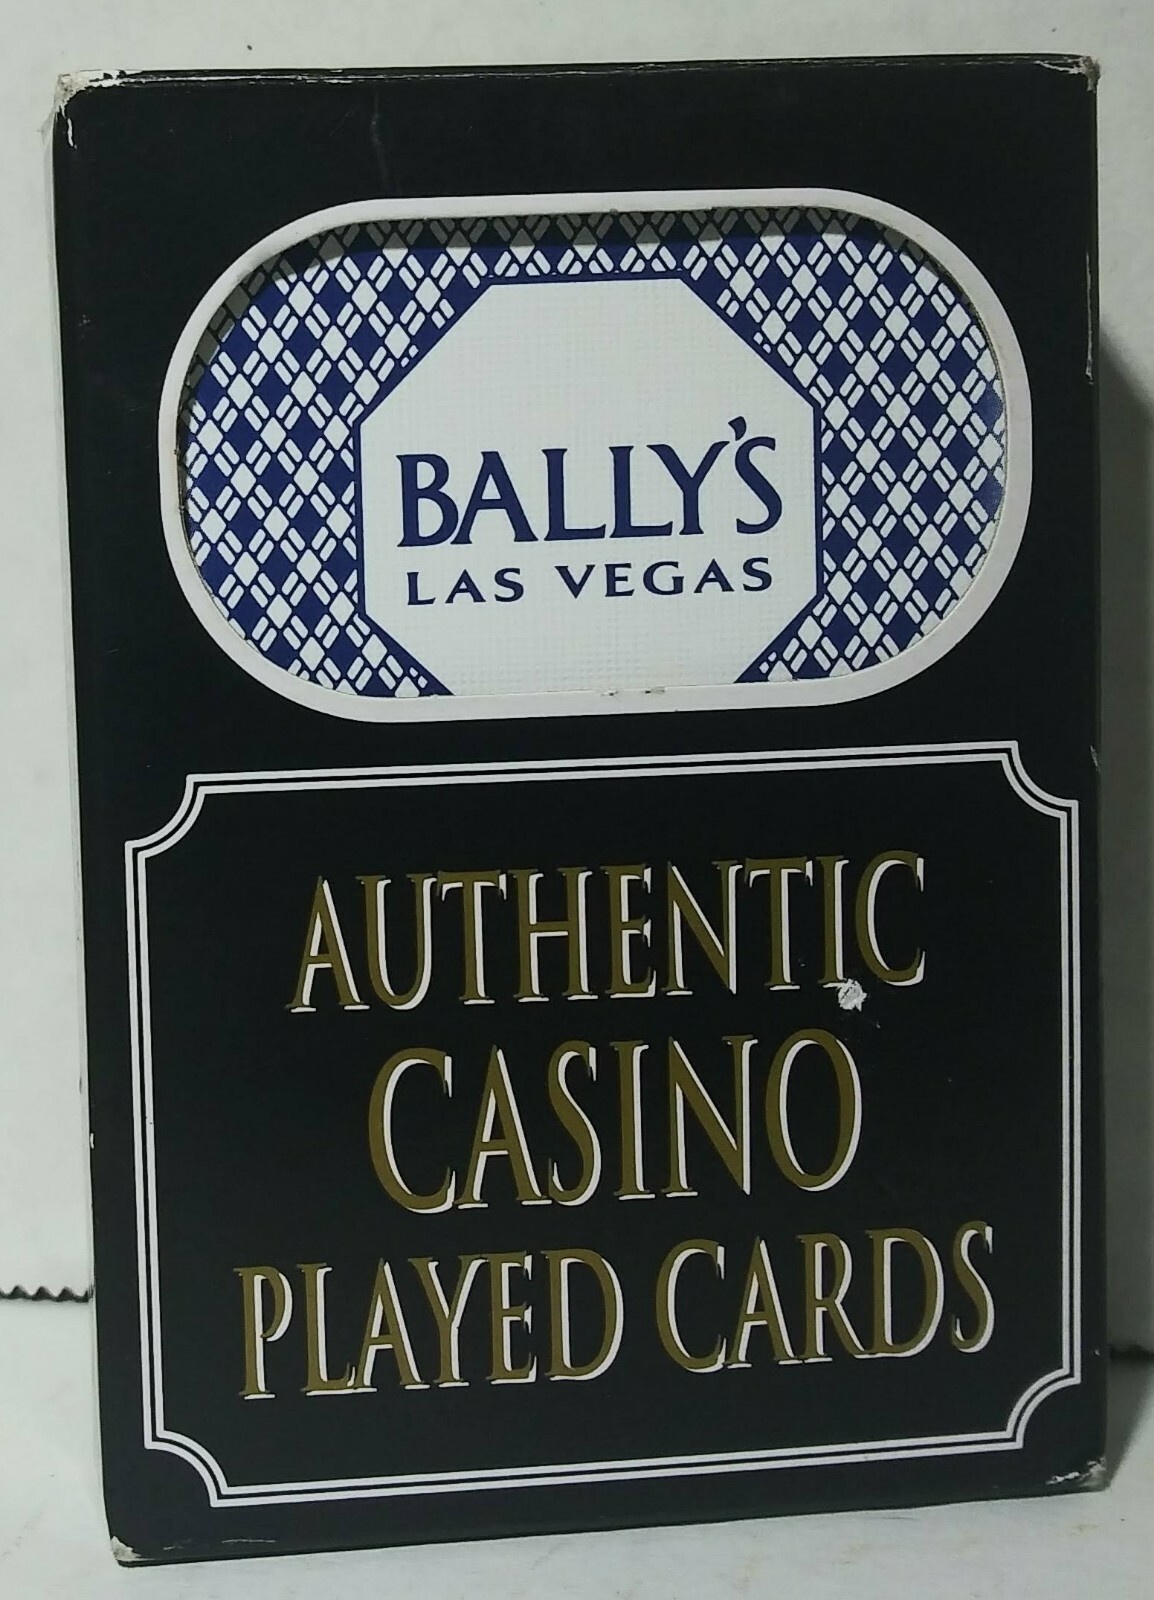 BALLY'S
LAS VEGAS
AUTHENTIC
CASINO
PLAYED CARDS